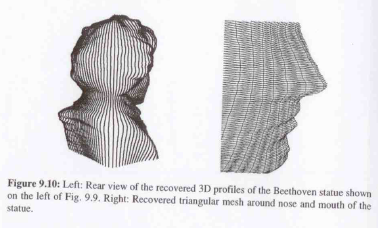 Figure 9.10: Left: Rear view of the recovered 3D profiles of the Beethoven statue shown
on the left of Fig. 9.9. Right: Recovered triangular mesh around nose and mouth of the
statue.